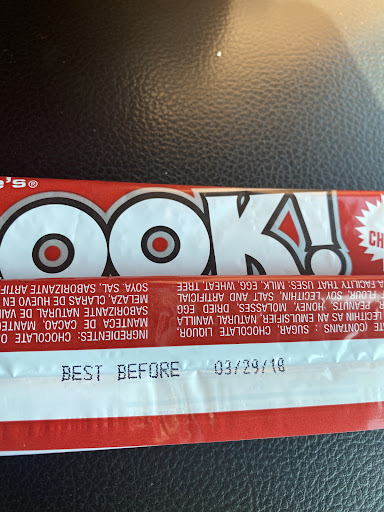 e's®
OOK!
CH
TE CONTAINS : SUGAR, CHOCOLATE LIQUOR,
LECITHIN AS AN EMULSIFIER, NATURAL VANILLA
PEANUTS, HONEY, MOLASSES, DRIED EGG
FLOUR, SOY LECITHIN, SALT AND ARTIFICIAL
A FACILITY THAT USES: MILK, EGG, WHEAT, TREE
INGREDIENTES: CHOCOLATE
MANTECA DE CACAO, MANTEC
SABORIZANTE NATURAL DE
MELAZA, CLARAS DE HUEVO EN
SOYA, SAL, SABORIZANTE ARTIF
BEST BEFORE 03/29/18